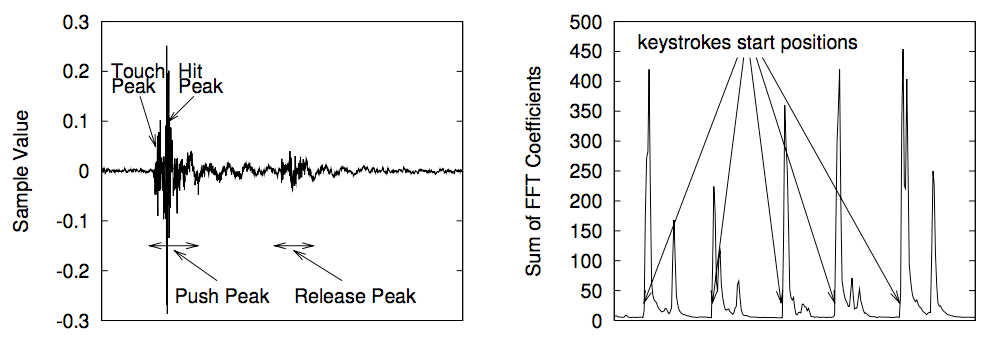 0.3
0.2
0.1
0
-0.1
-0.2
-0.3
Sample Value
Touch
Peak
Hit
Peak
Push Peak
Release Peak
500
450
400
350
300
250
200
150
100
50
0
Sum of FFT Coefficients
keystrokes start positions